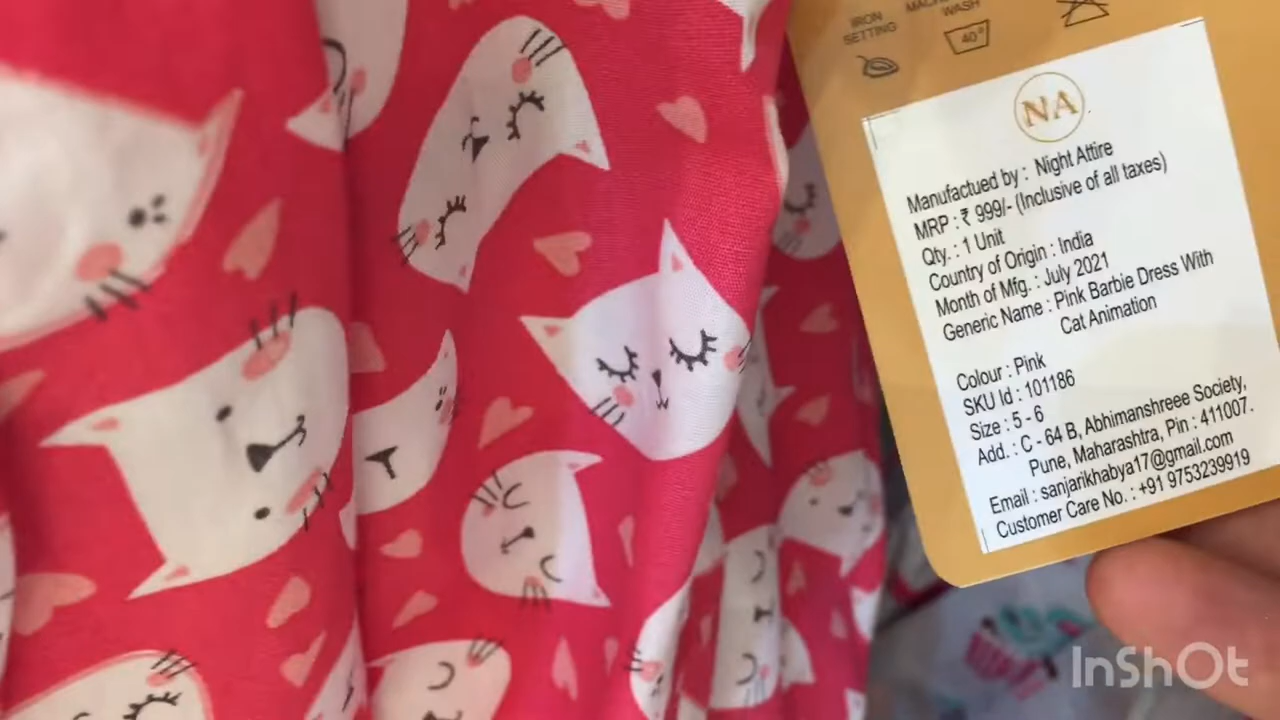 IRON
SETTING
WASH
40°
NA
Manufactued by : Night Attire
MRP : ₹ 999/- (Inclusive of all taxes)
Qty. : 1 Unit
Country of Origin : India
Month of Mfg. : July 2021
Generic Name : Pink Barbie Dress With
Cat Animation
Colour : Pink
SKU Id : 101186
Size : 5 - 6
Add. : C - 64 B, Abhimanshreee Society,
Pune, Maharashtra, Pin : 411007.
Email : sanjarikhabya17@gmail.com
Customer Care No. : +91 9753239919
InShOt